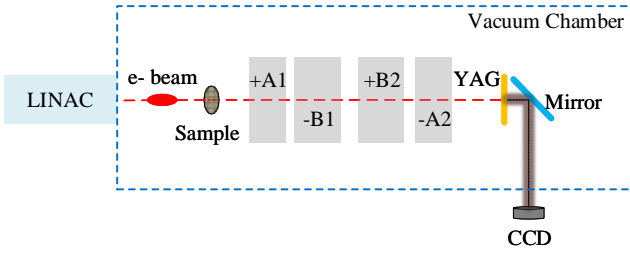 Vacuum Chamber
LINAC
e- beam
Sample
+A1
-B1
+B2
-A2
YAG
Mirror
CCD